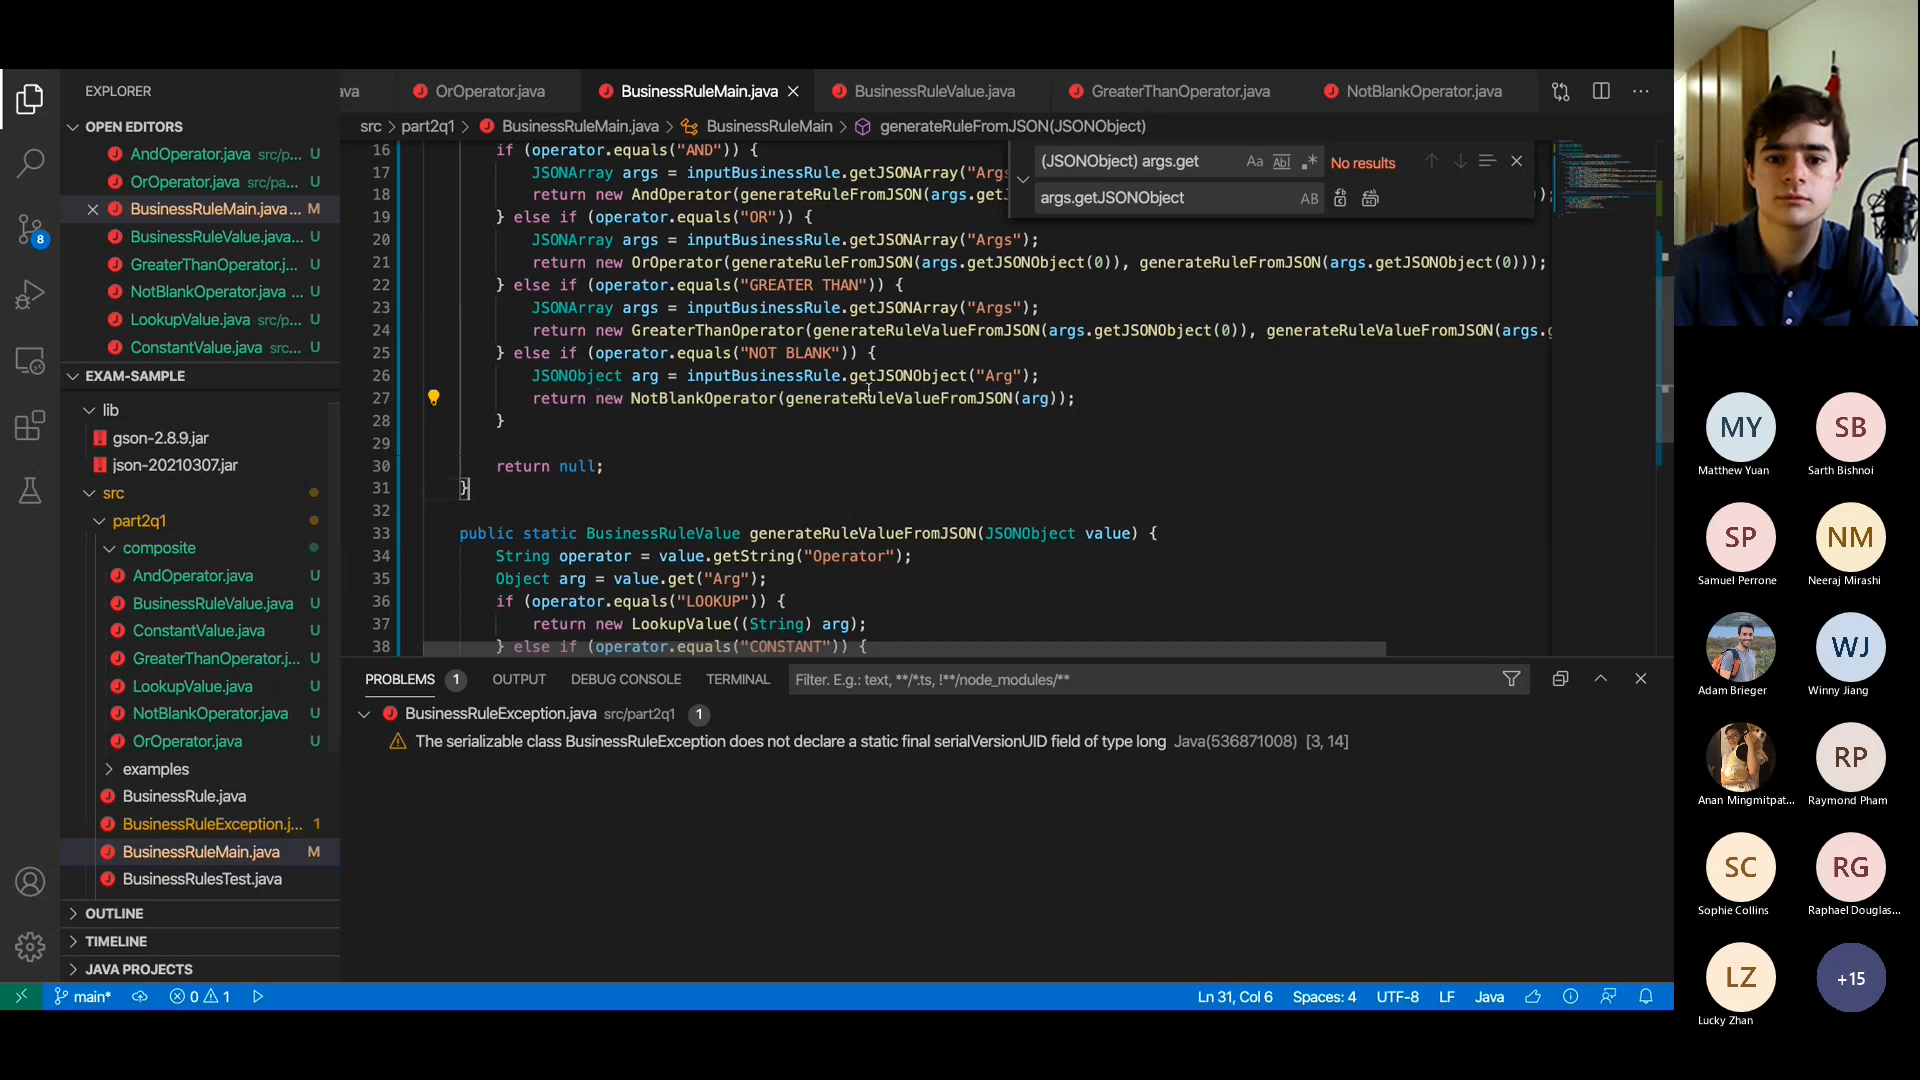 EXPLORER
OPEN EDITORS
AndOperator.java src/p... U
OrOperator.java src/pa... U
BusinessRuleMain.java... M
BusinessRuleValue.java... U
GreaterThanOperator.j... U
NotBlankOperator.java ... U
LookupValue.java src/p... U
ConstantValue.java src... U
EXAM-SAMPLE
lib
gson-2.8.9.jar
json-20210307.jar
src
part2q1
composite
AndOperator.java U
BusinessRuleValue.java U
ConstantValue.java U
GreaterThanOperator.j... U
LookupValue.java U
NotBlankOperator.java U
OrOperator.java U
examples
BusinessRule.java
BusinessRuleException.j... 1
BusinessRuleMain.java M
BusinessRulesTest.java
OUTLINE
TIMELINE
JAVA PROJECTS
8
ava OrOperator.java BusinessRuleMain.java BusinessRuleValue.java GreaterThanOperator.java NotBlankOperator.java
src > part2q1 > BusinessRuleMain.java > BusinessRuleMain > generateRuleFromJSON(JSONObject)
(JSONObject) args.get Aa Ab No results
args.getJSONObject AB
16 if (operator.equals("AND")) {
17 JSONArray args = inputBusinessRule.getJSONArray("Args
18 return new AndOperator(generateRuleFromJSON(args.getJ
19 } else if (operator.equals("OR")) {
20 JSONArray args = inputBusinessRule.getJSONArray("Args");
21 return new OrOperator(generateRuleFromJSON(args.getJSONObject(0)), generateRuleFromJSON(args.getJSONObject(0)));
22 } else if (operator.equals("GREATER THAN")) {
23 JSONArray args = inputBusinessRule.getJSONArray("Args");
24 return new GreaterThanOperator(generateRuleValueFromJSON(args.getJSONObject(0)), generateRuleValueFromJSON(args.g
25 } else if (operator.equals("NOT BLANK")) {
26 JSONObject arg = inputBusinessRule.getJSONObject("Arg");
27 return new NotBlankOperator(generateRuleValueFromJSON(arg));
28 }
29
30 return null;
31 }
32
33 public static BusinessRuleValue generateRuleValueFromJSON(JSONObject value) {
34 String operator = value.getString("Operator");
35 Object arg = value.get("Arg");
36 if (operator.equals("LOOKUP")) {
37 return new LookupValue((String) arg);
38 } else if (operator.equals("CONSTANT")) {
PROBLEMS 1 OUTPUT DEBUG CONSOLE TERMINAL Filter. E.g.: text, **/*.ts, !**/node_modules/**
BusinessRuleException.java src/part2q1 1
The serializable class BusinessRuleException does not declare a static final serialVersionUID field of type long Java(536871008) [3, 14]
main* 0 1 Ln 31, Col 6 Spaces: 4 UTF-8 LF Java
MY SB
Matthew Yuan Sarth Bishnoi
SP NM
Samuel Perrone Neeraj Mirashi
WJ
Adam Brieger Winny Jiang
RP
Anan Mingmitpat... Raymond Pham
SC RG
Sophie Collins Raphael Douglas...
LZ +15
Lucky Zhan